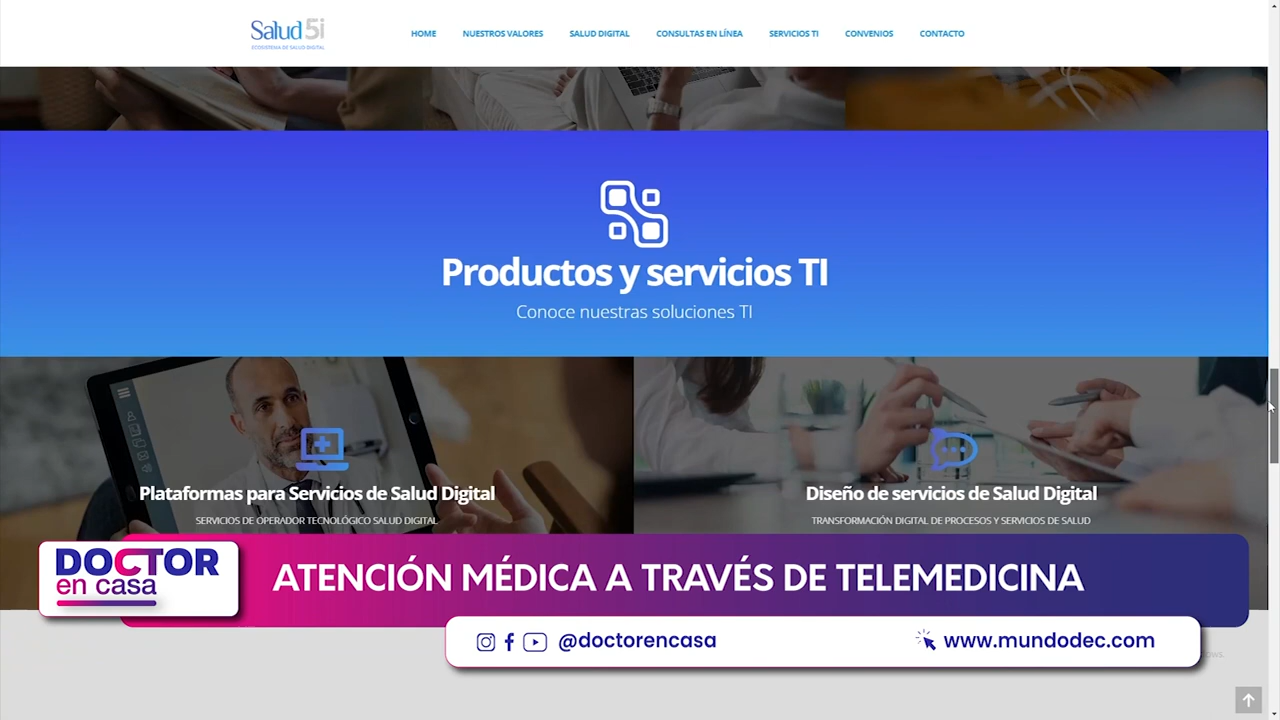 Salud 5i
ECOSISTEMA DE SALUD DIGITAL
HOME NUESTROS VALORES SALUD DIGITAL CONSULTAS EN LÍNEA SERVICIOS TI CONVENIOS CONTACTO
Productos y servicios TI
Conoce nuestras soluciones TI
Plataformas para Servicios de Salud Digital
SERVICIOS DE OPERADOR TECNOLÓGICO SALUD DIGITAL
Diseño de servicios de Salud Digital
TRANSFORMACIÓN DIGITAL DE PROCESOS Y SERVICIOS DE SALUD
DOCTOR
en casa
ATENCIÓN MÉDICA A TRAVÉS DE TELEMEDICINA
@doctorencasa www.mundodec.com